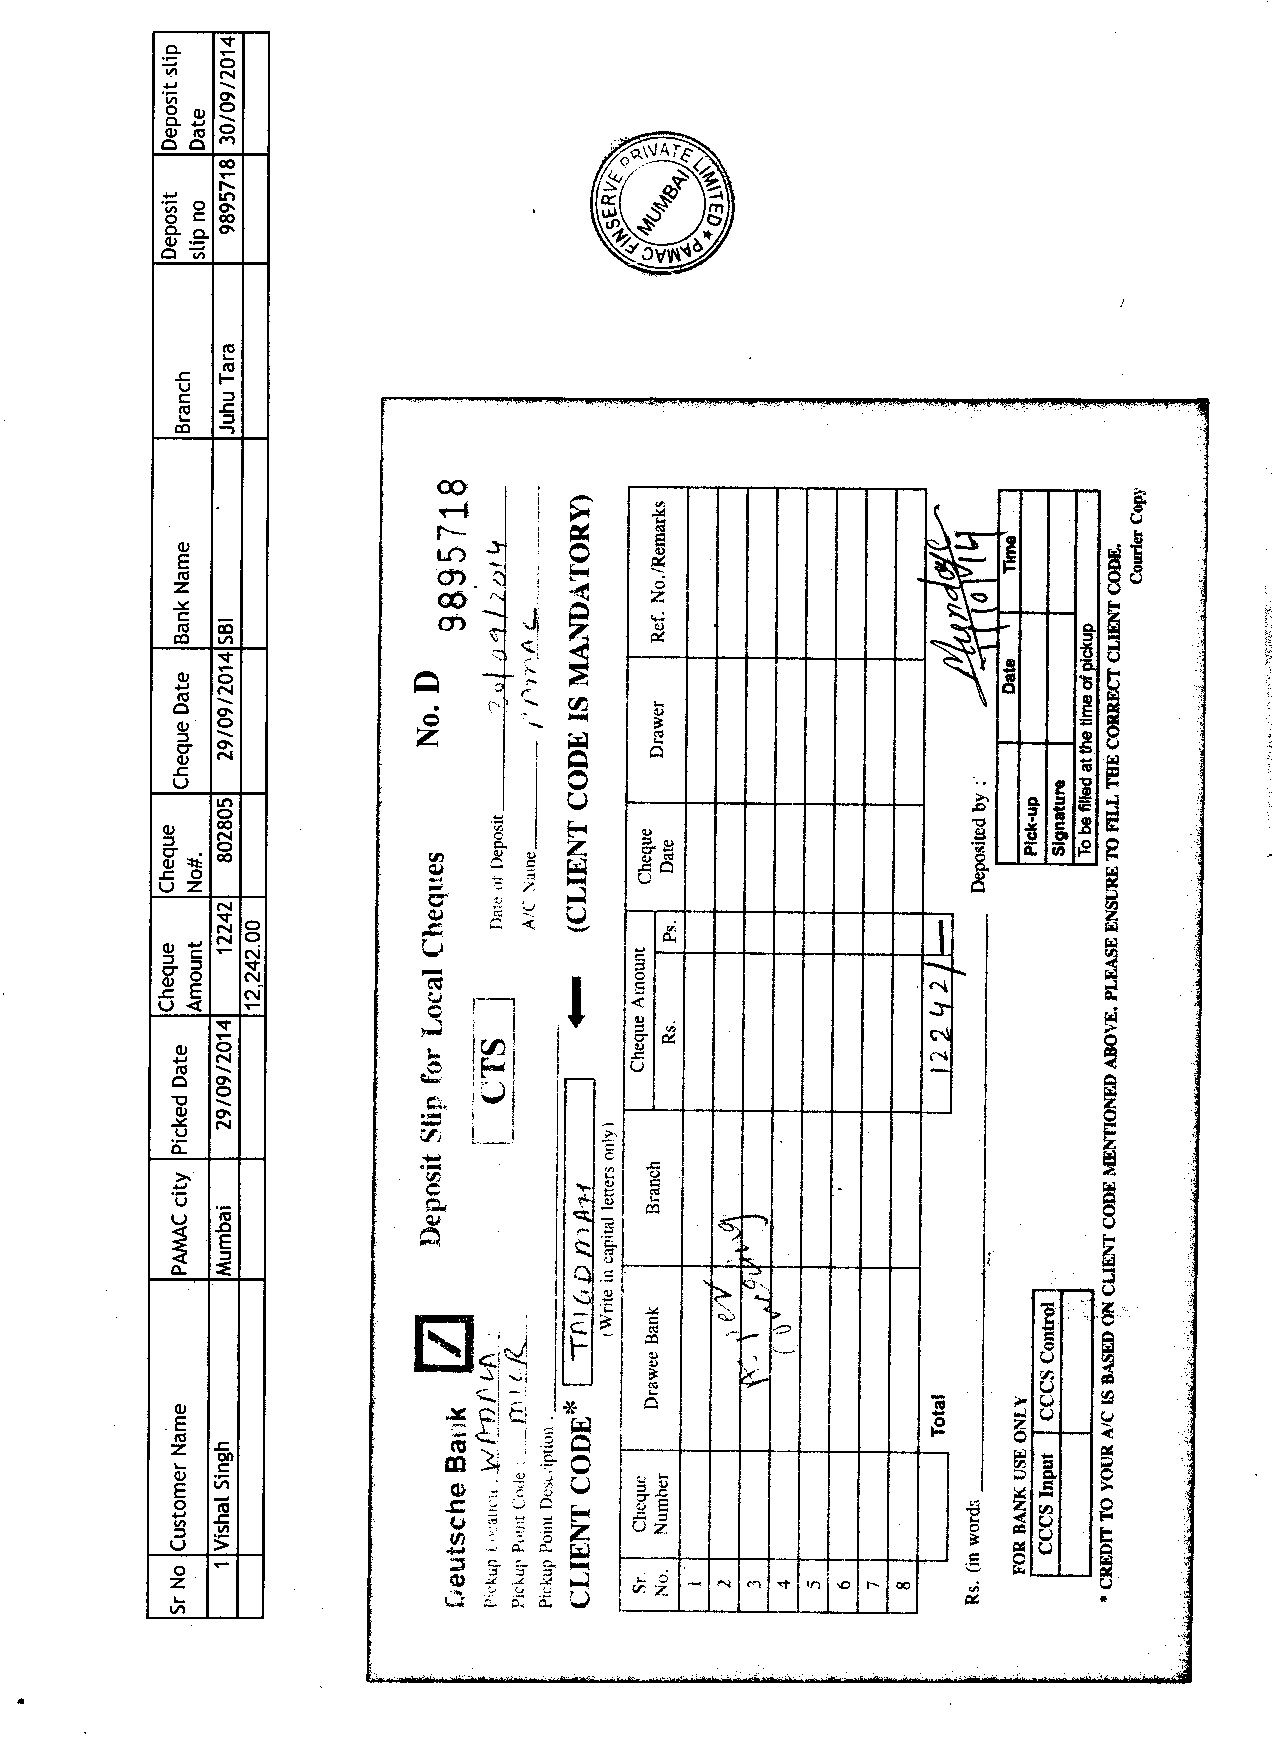 Sr No Customer Name PAMAC city Picked Date Cheque Amount Cheque No#. Cheque Date Bank Name Branch Deposit slip no Deposit slip Date
1 Vishal Singh Mumbai 29/09/2014 12242 802805 29/09/2014 SBI Juhu Tara 9895718 30/09/2014
12,242.00
PAMAC FINSERVE PRIVATE LIMITED ★
MUMBAI
Deutsche Bank Deposit Slip for Local Cheques No. D 9895718
Pickup Location : WADALA CTS Date of Deposit 30/09/2014
Pickup Point Code : MICR A/C Name PAMAC
Pickup Point Description :
CLIENT CODE* (CLIENT CODE IS MANDATORY)
(Write in capital letters only)
Sr. No. Cheque Number Drawee Bank Branch Cheque Amount Cheque Date Drawer Ref. No./Remarks
Rs. Ps.
1
2
3
4
5
6
7
8
Total 12242/-
Rs. (in words Deposited by :
FOR BANK USE ONLY
CCCS Input CCCS Control
Date Time
Pick-up
Signature
To be filled at the time of pickup
* CREDIT TO YOUR A/C IS BASED ON CLIENT CODE MENTIONED ABOVE. PLEASE ENSURE TO FILL THE CORRECT CLIENT CODE.
Courier Copy